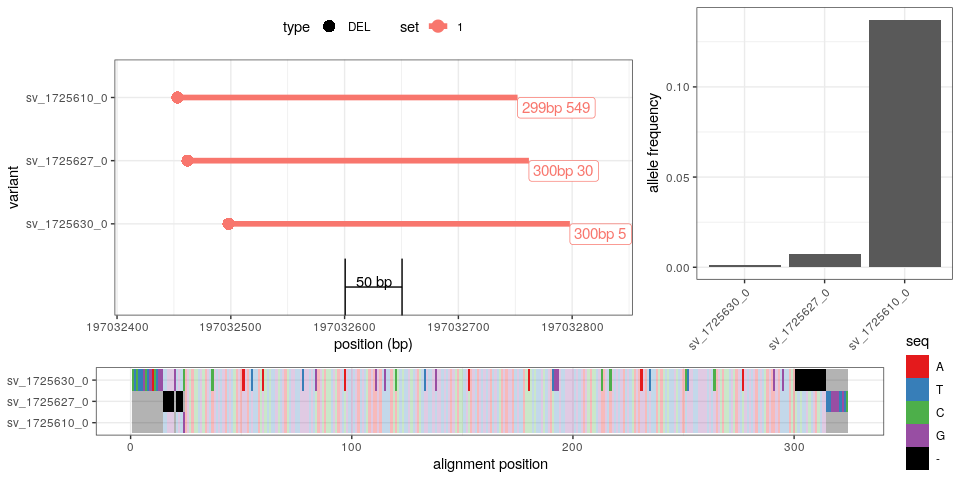 type DEL set 1
variant
sv_1725610_0
sv_1725627_0
sv_1725630_0
299bp 549
300bp 30
300bp 5
50 bp
197032400 197032500 197032600 197032700 197032800
position (bp)
allele frequency
0.10
0.05
0.00
sv_1725630_0 sv_1725627_0 sv_1725610_0
sv_1725630_0
sv_1725627_0
sv_1725610_0
0 100 200 300
alignment position
seq
A
T
C
G
-